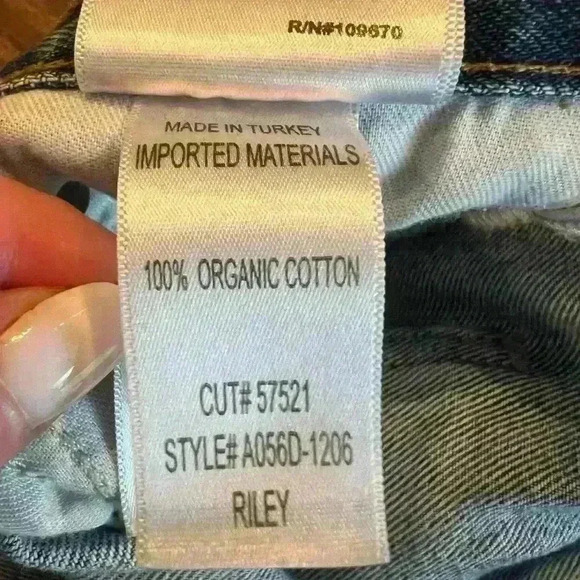 R/N#109670
MADE IN TURKEY
IMPORTED MATERIALS
100% ORGANIC COTTON
CUT# 57521
STYLE# A056D-1206
RILEY